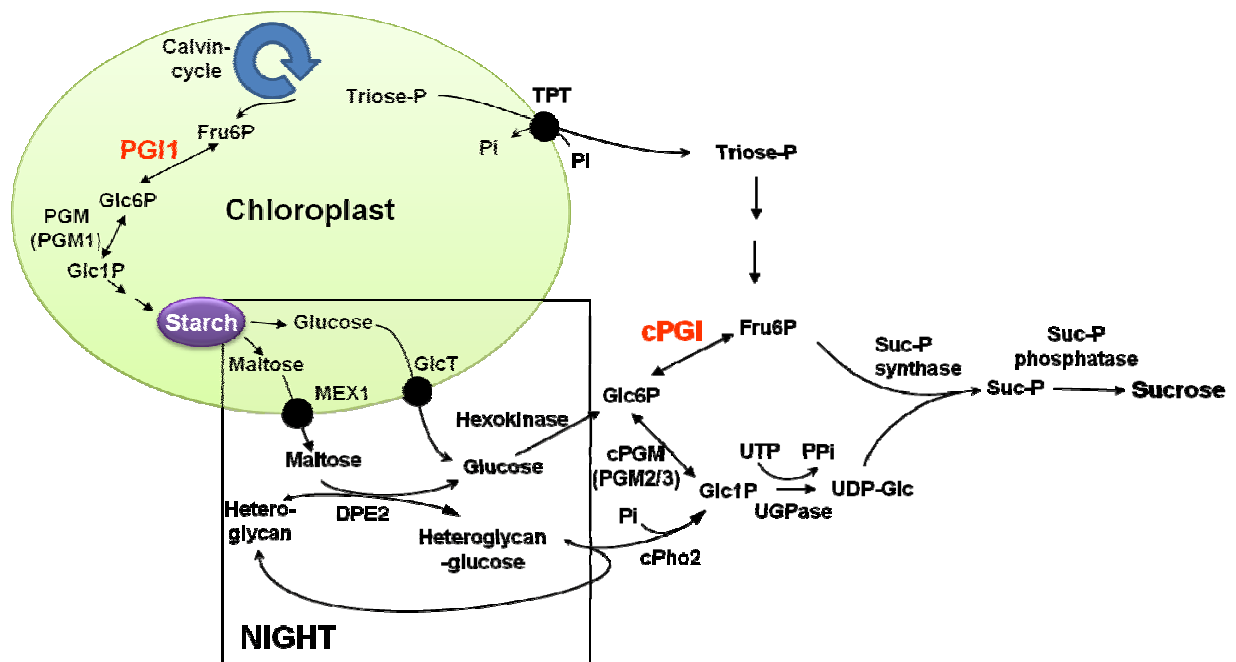 Calvin-
cycle
Triose-P
TPT
Fru6P
Pi
Pi
PGI1
Triose-P
Glc6P
Chloroplast
PGM
(PGM1)
Glc1P
Starch
Glucose
cPGI
Fru6P
Maltose
GlcT
Suc-P
synthase
Suc-P
phosphatase
MEX1
Glc6P
Suc-P
Sucrose
Hexokinase
Maltose
Glucose
cPGM
(PGM2/3)
UTP
PPi
Glc1P
UDP-Glc
UGPase
Hetero-
glycan
DPE2
Pi
Heteroglycan
-glucose
cPho2
NIGHT